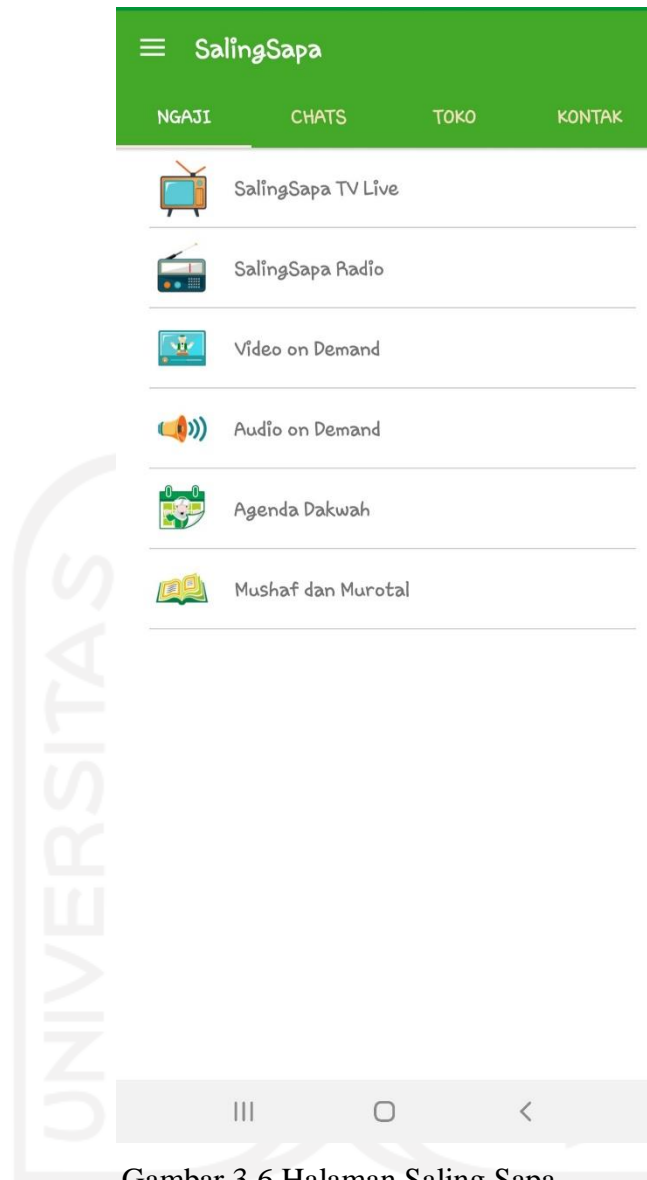 SalingSapa
NGAJI CHATS TOKO KONTAK
SalingSapa TV Live
SalingSapa Radio
Video on Demand
Audio on Demand
Agenda Dakwah
Mushaf dan Murotal
UNIVERSITAS
Gambar 3.6 Halaman Saling Sapa